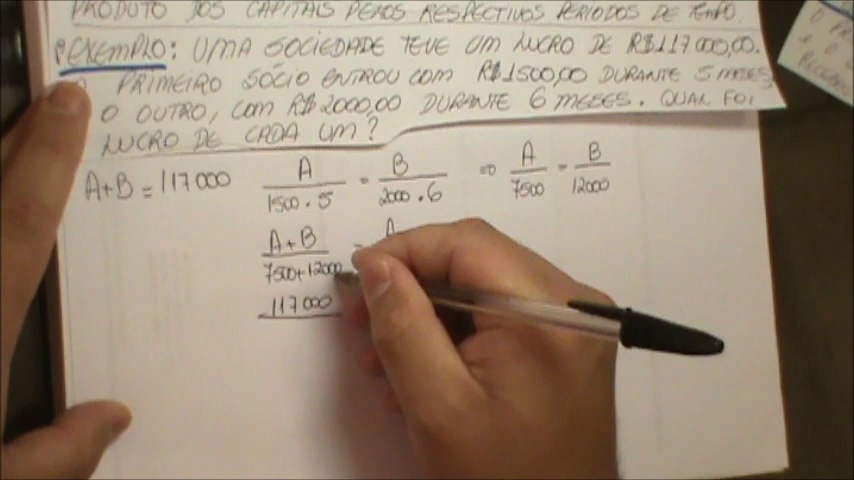 PRODUTO DOS CAPITAIS PELOS RESPECTIVOS PERÍODOS DE TEMPO.
EXEMPLO: UMA SOCIEDADE TEVE UM LUCRO DE R$117000,00.
O PRIMEIRO SÓCIO ENTROU COM R$1500,00 DURANTE 5 MESES
O OUTRO, COM R$2000,00 DURANTE 6 MESES. QUAL FOI
LUCRO DE CADA UM?
A+B=117000
A/1500.5 = B/2000.6 => A/7500 = B/12000
A+B/7500+12000 = A
117000